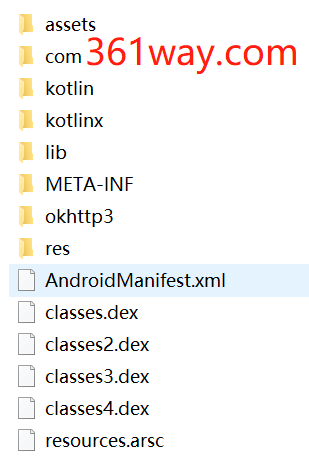 assets
com 361way.com
kotlin
kotlinx
lib
META-INF
okhttp3
res
AndroidManifest.xml
classes.dex
classes2.dex
classes3.dex
classes4.dex
resources.arsc